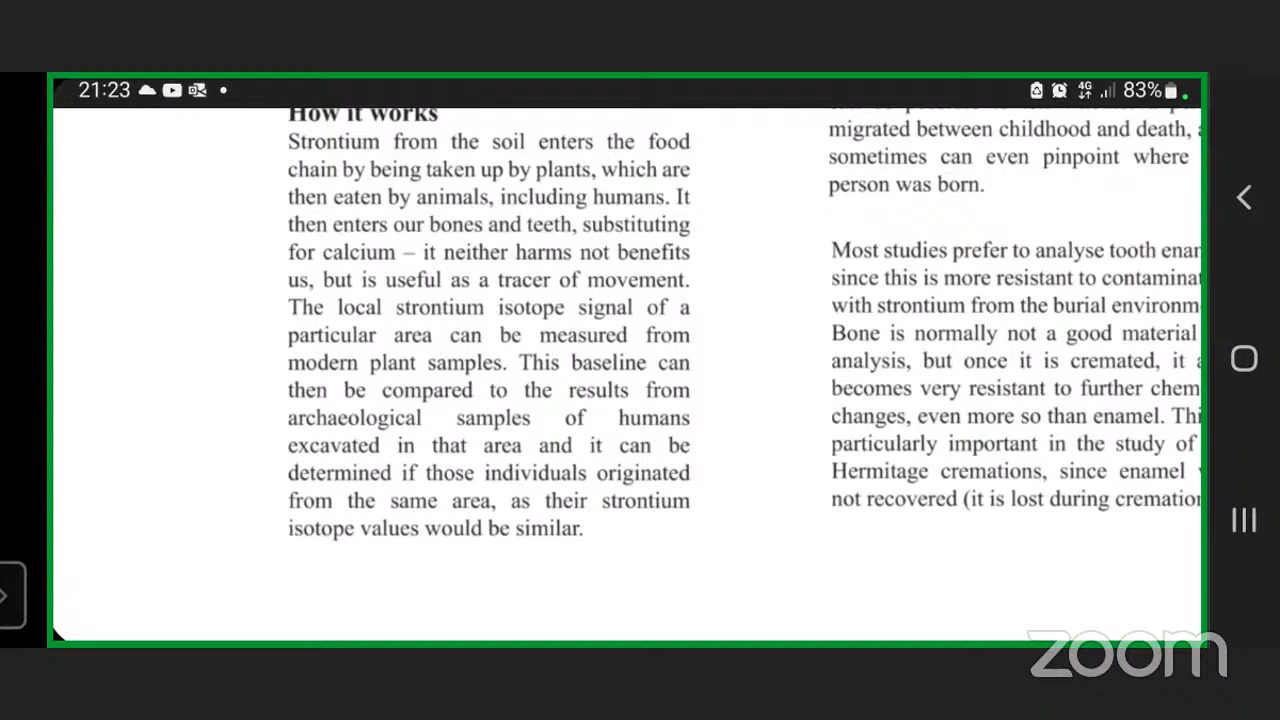 21:23
4G
83%
How it works
Strontium from the soil enters the food
chain by being taken up by plants, which are
then eaten by animals, including humans. It
then enters our bones and teeth, substituting
for calcium – it neither harms not benefits
us, but is useful as a tracer of movement.
The local strontium isotope signal of a
particular area can be measured from
modern plant samples. This baseline can
then be compared to the results from
archaeological samples of humans
excavated in that area and it can be
determined if those individuals originated
from the same area, as their strontium
isotope values would be similar.
migrated between childhood and death,
sometimes can even pinpoint where
person was born.
Most studies prefer to analyse tooth
since this is more resistant to
with strontium from the burial
Bone is normally not a good material
analysis, but once it is cremated, it
becomes very resistant to further
changes, even more so than enamel.
particularly important in the study of
Hermitage cremations, since enamel
not recovered (it is lost during
zoom